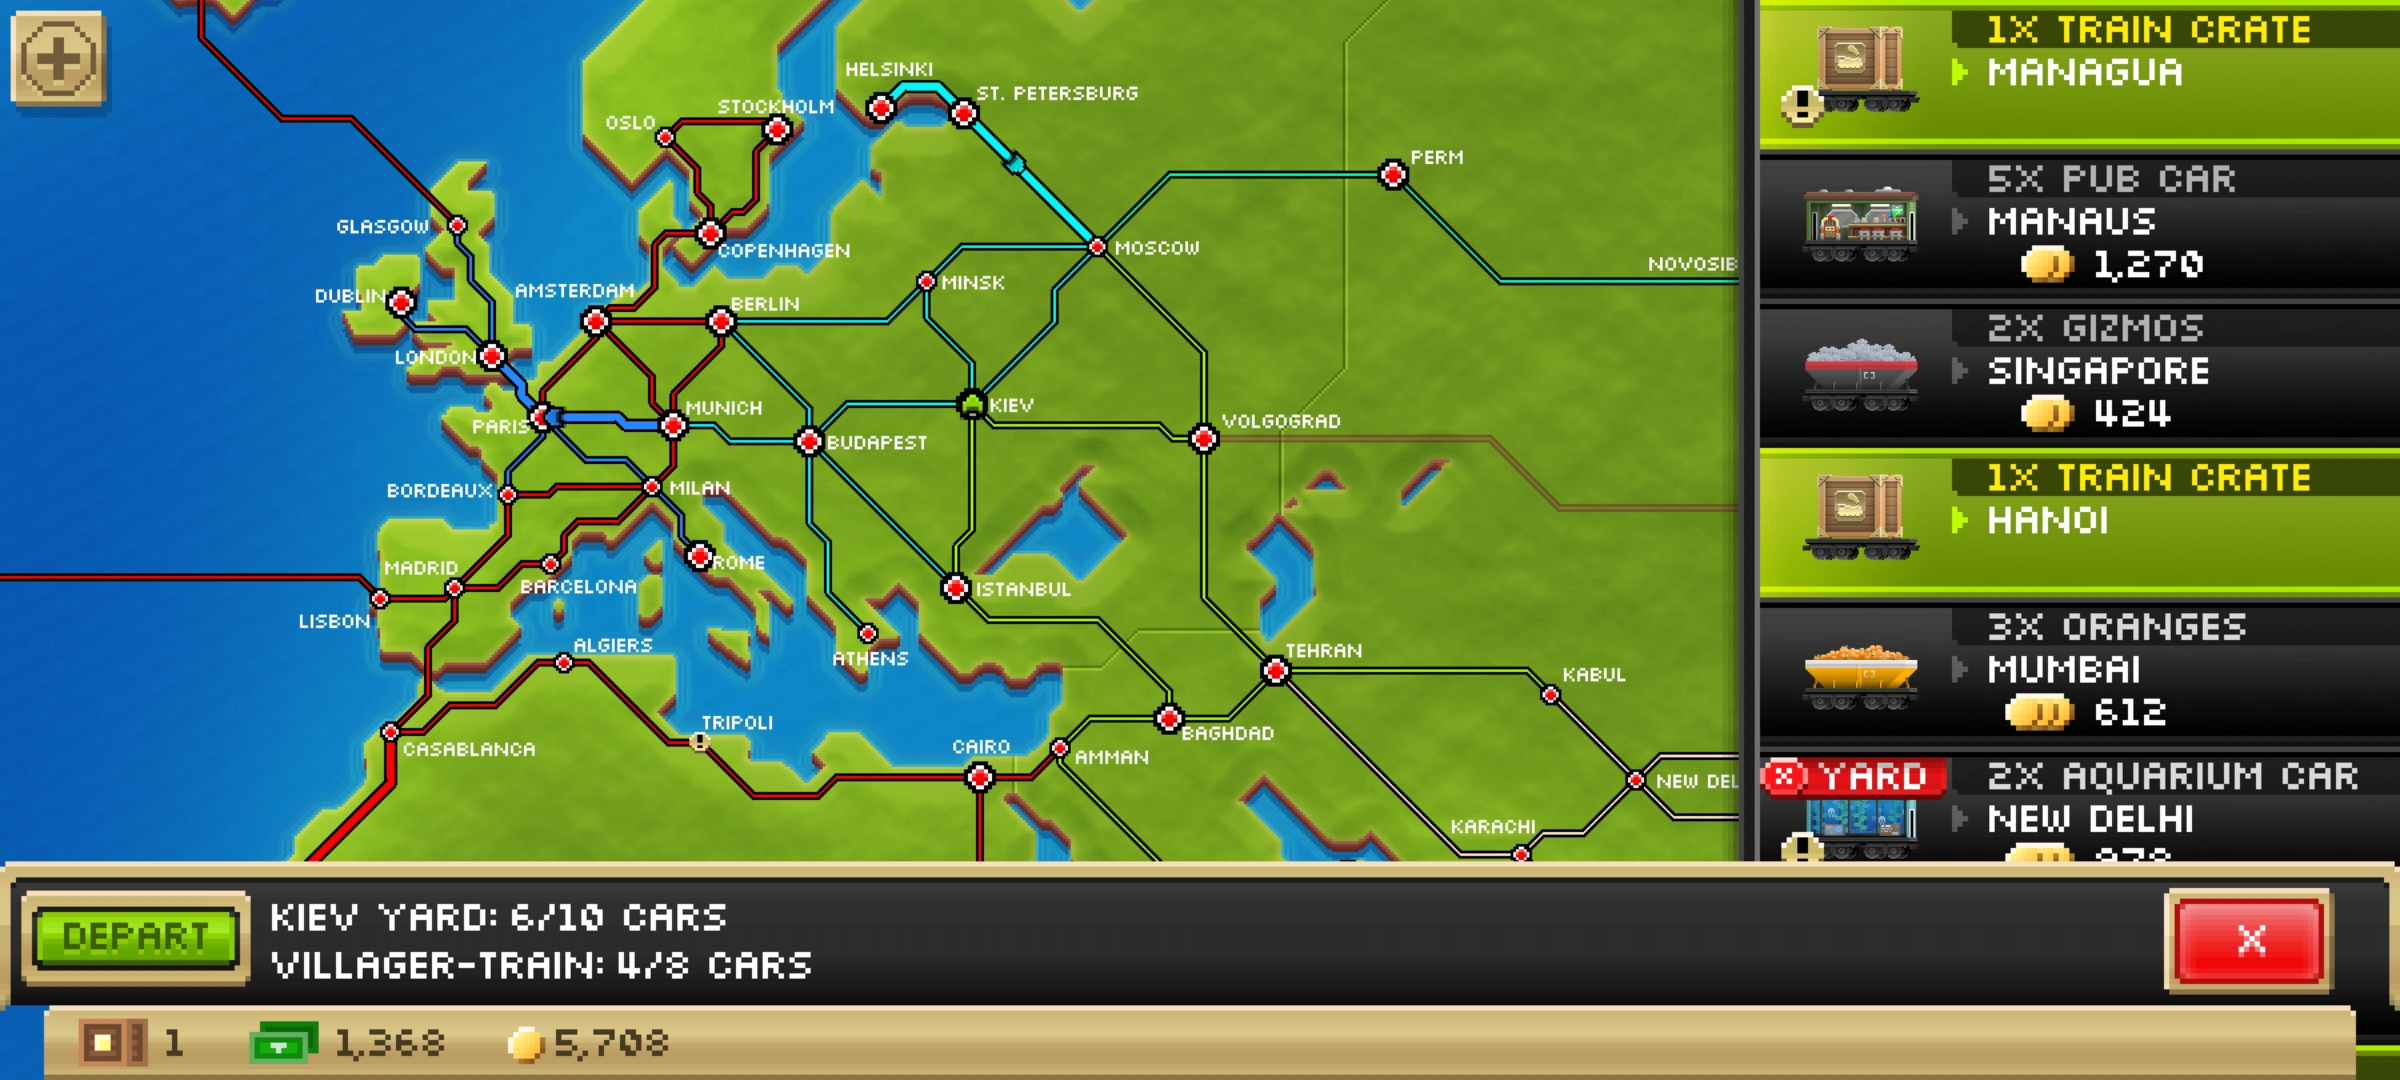 HELSINKI
ST. PETERSBURG
STOCKHOLM
OSLO
PERM
GLASGOW
COPENHAGEN
MOSCOW
NOVOSIB
MINSK
DUBLIN
AMSTERDAM
BERLIN
LONDON
MUNICH
KIEV
PARIS
BUDAPEST
VOLGOGRAD
BORDEAUX
MILAN
MADRID
ROME
BARCELONA
ISTANBUL
LISBON
ALGIERS
ATHENS
TEHRAN
KABUL
TRIPOLI
CASABLANCA
CAIRO
BAGHDAD
AMMAN
NEW DEL
KARACHI
1X TRAIN CRATE
MANAGUA
5X PUB CAR
MANAUS
1,270
2X GIZMOS
SINGAPORE
424
1X TRAIN CRATE
HANOI
3X ORANGES
MUMBAI
612
X YARD
2X AQUARIUM CAR
NEW DELHI
DEPART
KIEV YARD: 6/10 CARS
VILLAGER-TRAIN: 4/8 CARS
X
1
1,368
5,708